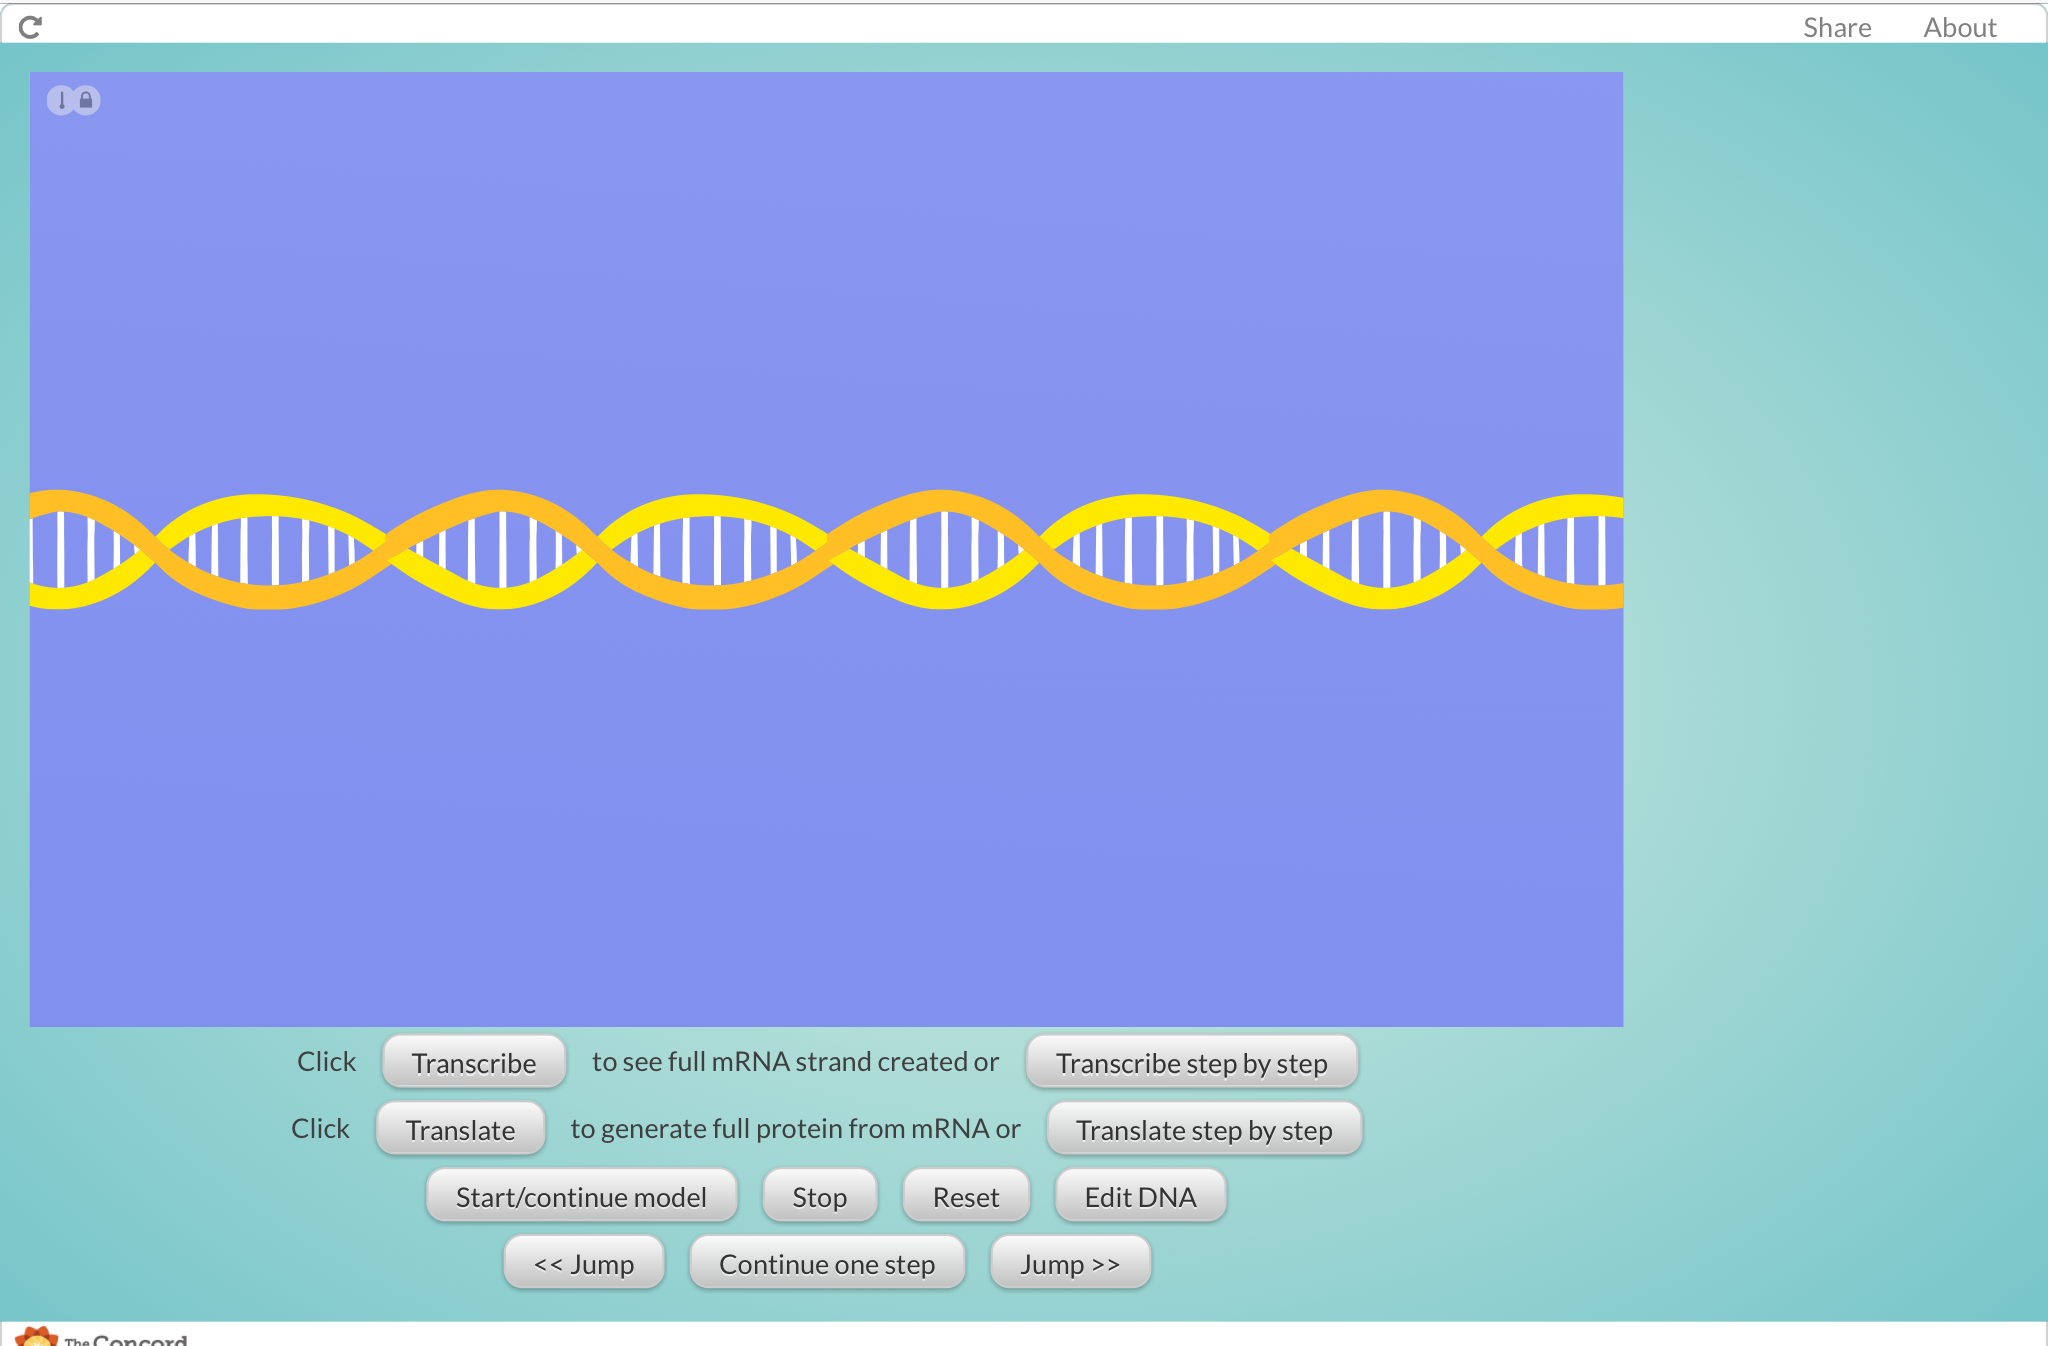 Share About
Click Transcribe to see full mRNA strand created or Transcribe step by step
Click Translate to generate full protein from mRNA or Translate step by step
Start/continue model Stop Reset Edit DNA
<< Jump Continue one step Jump >>
The Concord